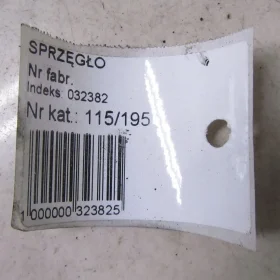 SPRZĘGŁO
Nr fabr.
Indeks: 032382
Nr kat.: 115/195
1 000000 323825